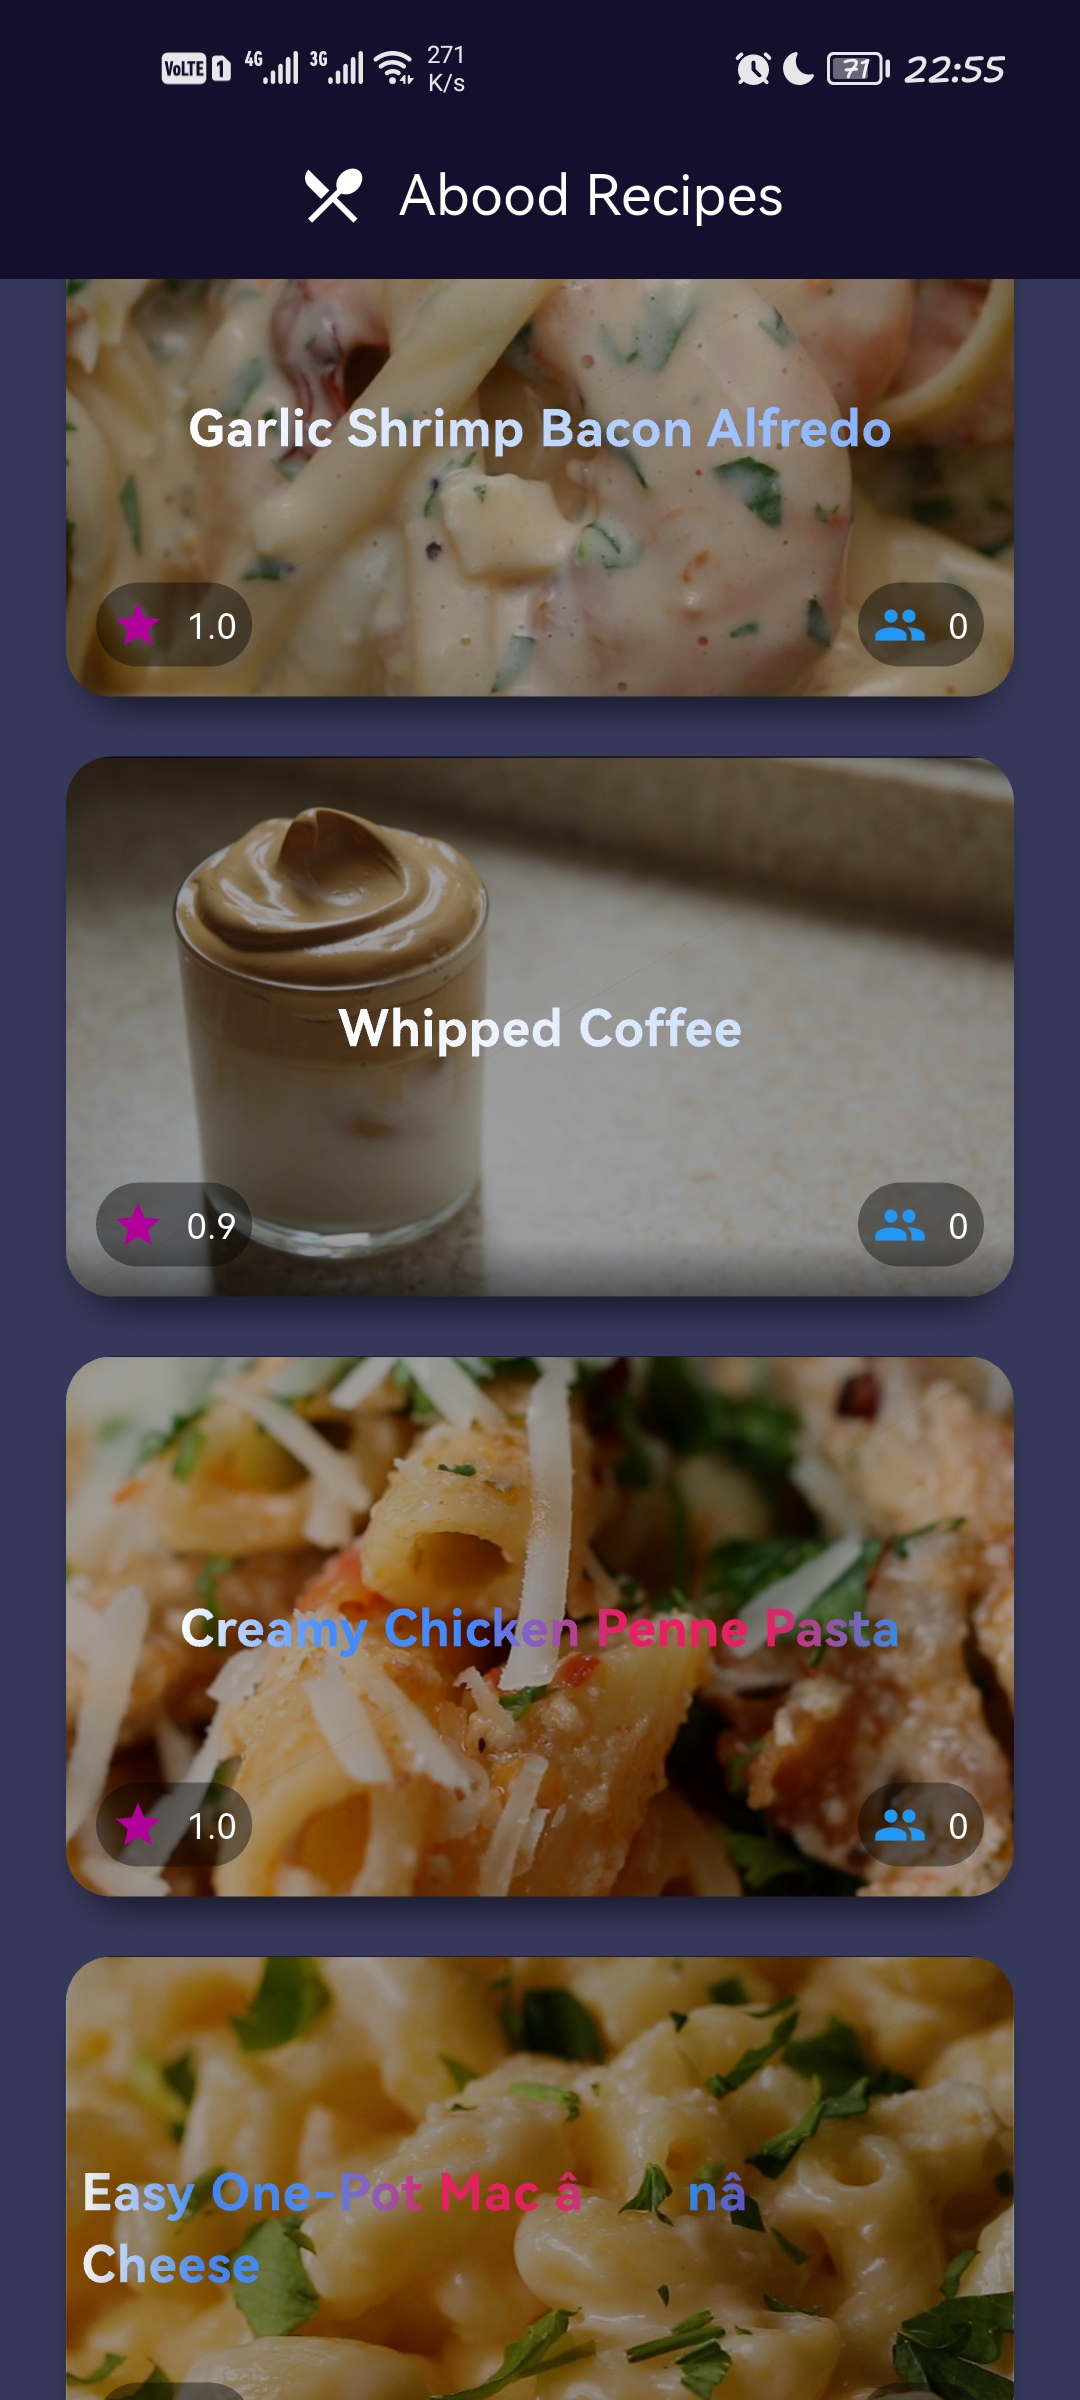 VoLTE 1 4G 3G 271 K/s 71 22:55
Abood Recipes
Garlic Shrimp Bacon Alfredo
1.0 0
Whipped Coffee
0.9 0
Creamy Chicken Penne Pasta
1.0 0
Easy One-Pot Mac â nâ
Cheese